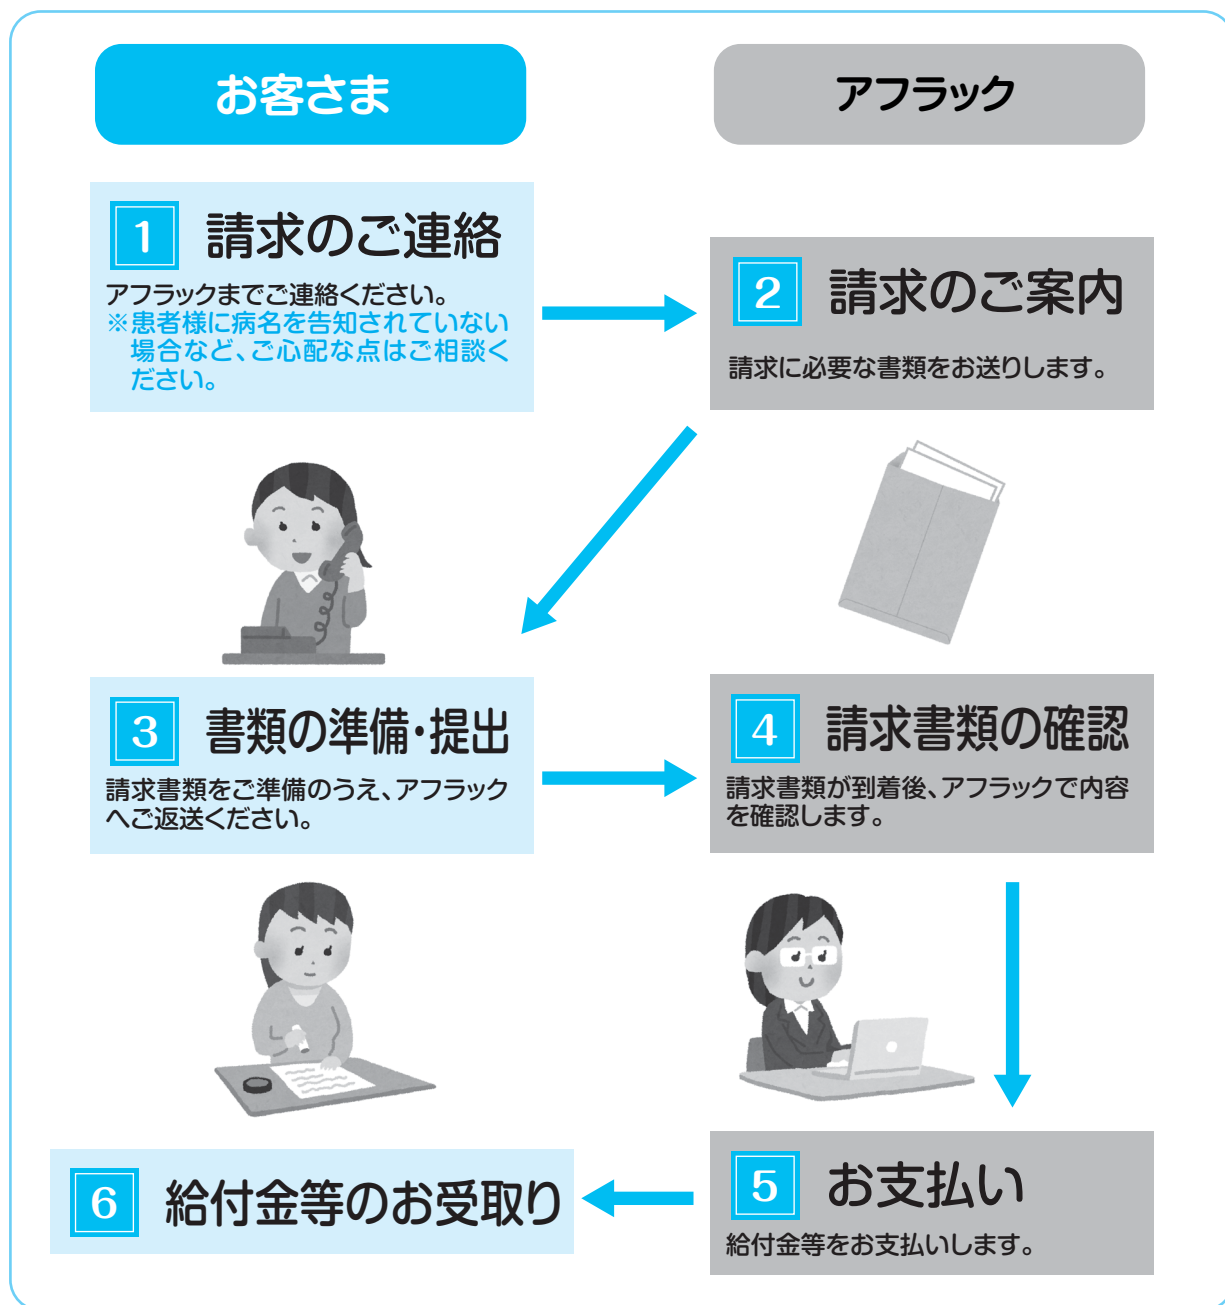 お客さま
アフラック
1 請求のご連絡
アフラックまでご連絡ください。
※患者様に病名を告知されていない
場合など、ご心配な点はご相談く
ださい。
2 請求のご案内
請求に必要な書類をお送りします。
3 書類の準備・提出
請求書類をご準備のうえ、アフラック
へご返送ください。
4 請求書類の確認
請求書類が到着後、アフラックで内容
を確認します。
5 お支払い
給付金等をお支払いします。
6 給付金等のお受取り